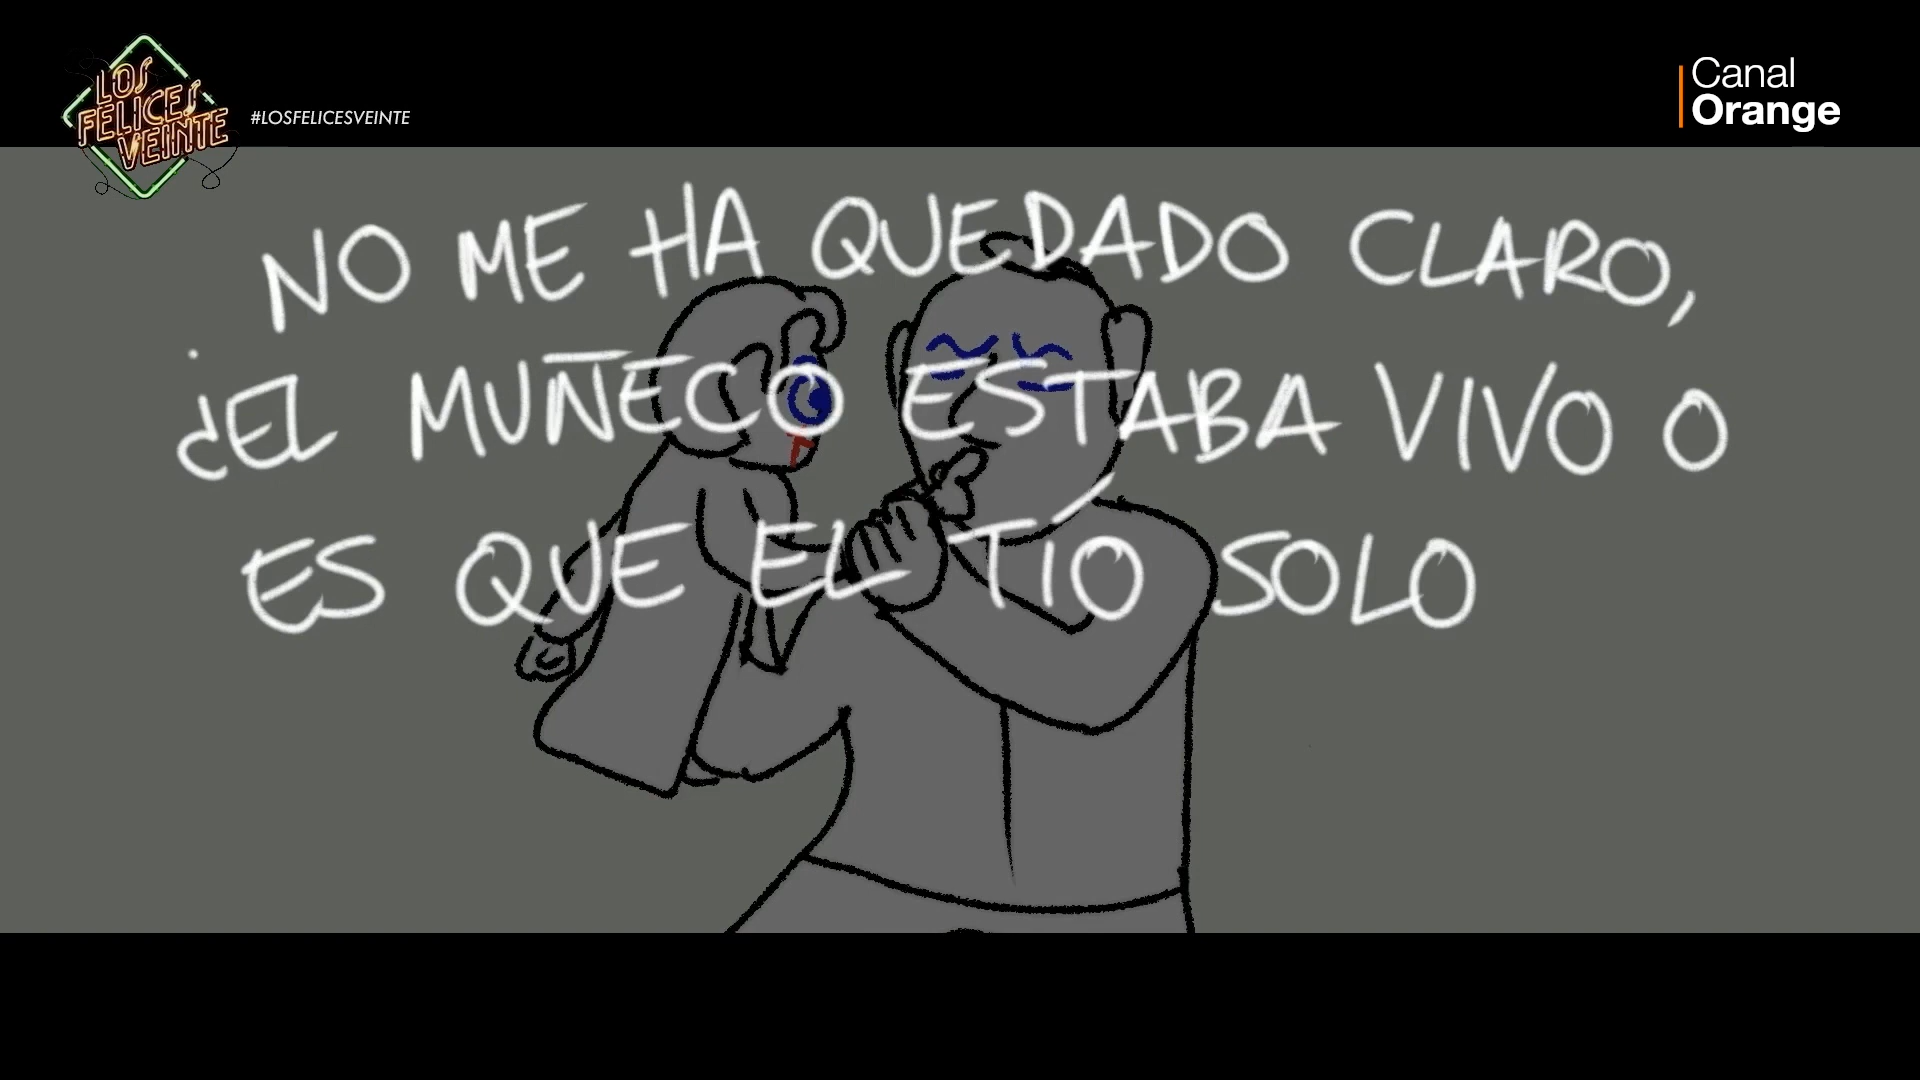 LOS
FELICES
VEINTE
#LOSFELICESVEINTE
Canal
Orange
NO ME HA QUEDADO CLARO,
¿EL MUÑECO ESTABA VIVO O
ES QUE EL TÍO SOLO